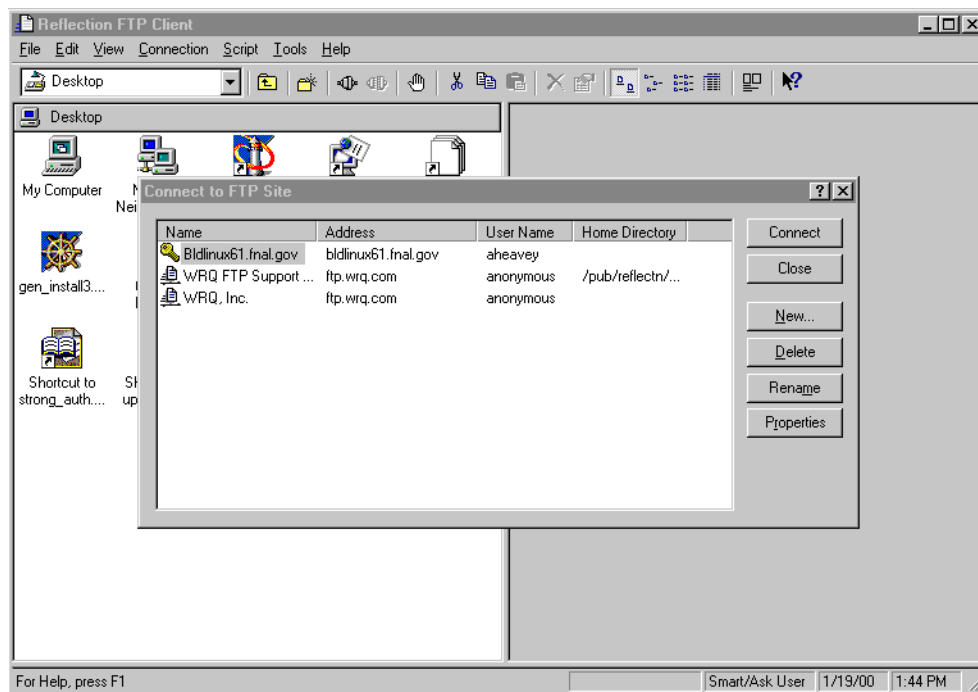 Reflection FTP Client
File Edit View Connection Script Tools Help
Desktop
Desktop
My Computer
Nei
Connect to FTP Site
Name Address User Name Home Directory
Bldlinux61.fnal.gov bldlinux61.fnal.gov aheavey
WRQ FTP Support ... ftp.wrq.com anonymous /pub/reflectn/...
WRQ, Inc. ftp.wrq.com anonymous
Connect
Close
New...
Delete
Rename
Properties
gen_install3....
Shortcut to
strong_auth....
Sh
up
For Help, press F1
Smart/Ask User 1/19/00 1:44 PM